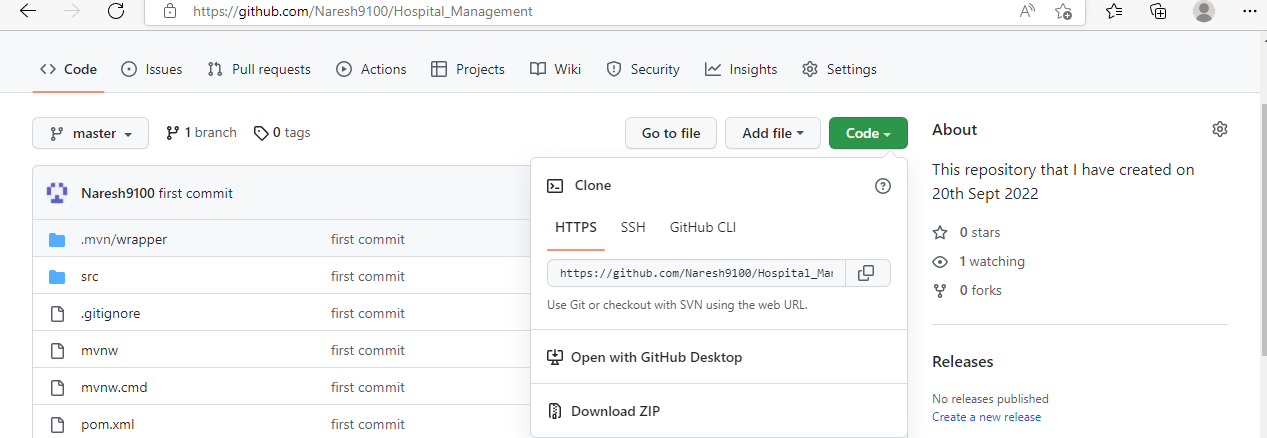 https://github.com/Naresh9100/Hospital_Management
Code Issues Pull requests Actions Projects Wiki Security Insights Settings
master 1 branch 0 tags Go to file Add file Code
Naresh9100 first commit
.mvn/wrapper first commit
src first commit
.gitignore first commit
mvnw first commit
mvnw.cmd first commit
pom.xml first commit
Clone
HTTPS SSH GitHub CLI
https://github.com/Naresh9100/Hospital_Mar
Use Git or checkout with SVN using the web URL.
Open with GitHub Desktop
Download ZIP
About
This repository that I have created on
20th Sept 2022
0 stars
1 watching
0 forks
Releases
No releases published
Create a new release